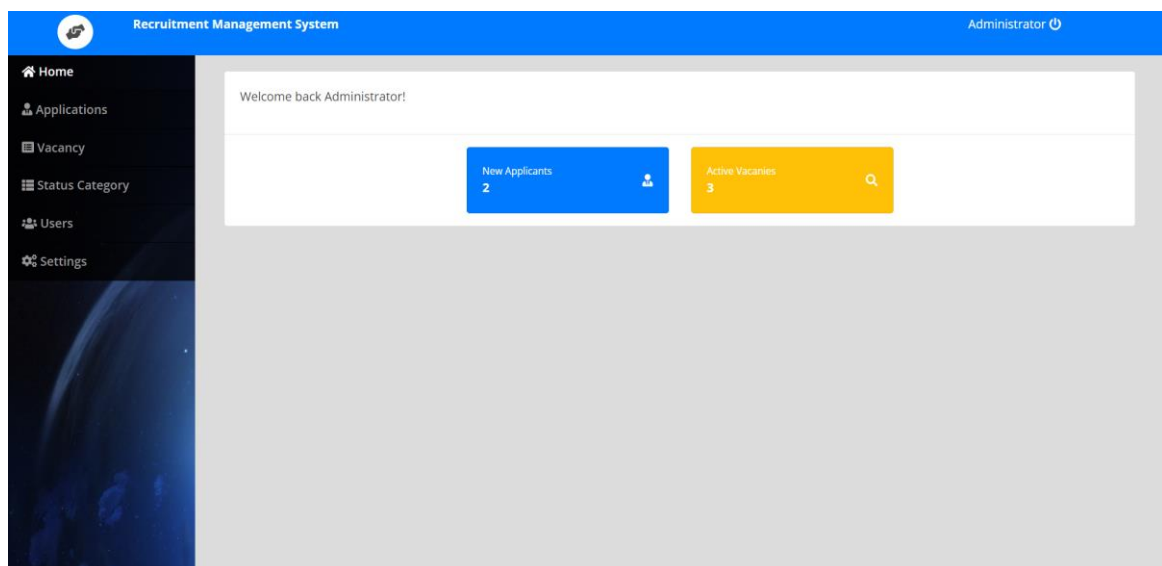 Recruitment Management System
Administrator
Home
Applications
Vacancy
Status Category
Users
Settings
Welcome back Administrator!
New Applicants
2
Active Vacanies
3